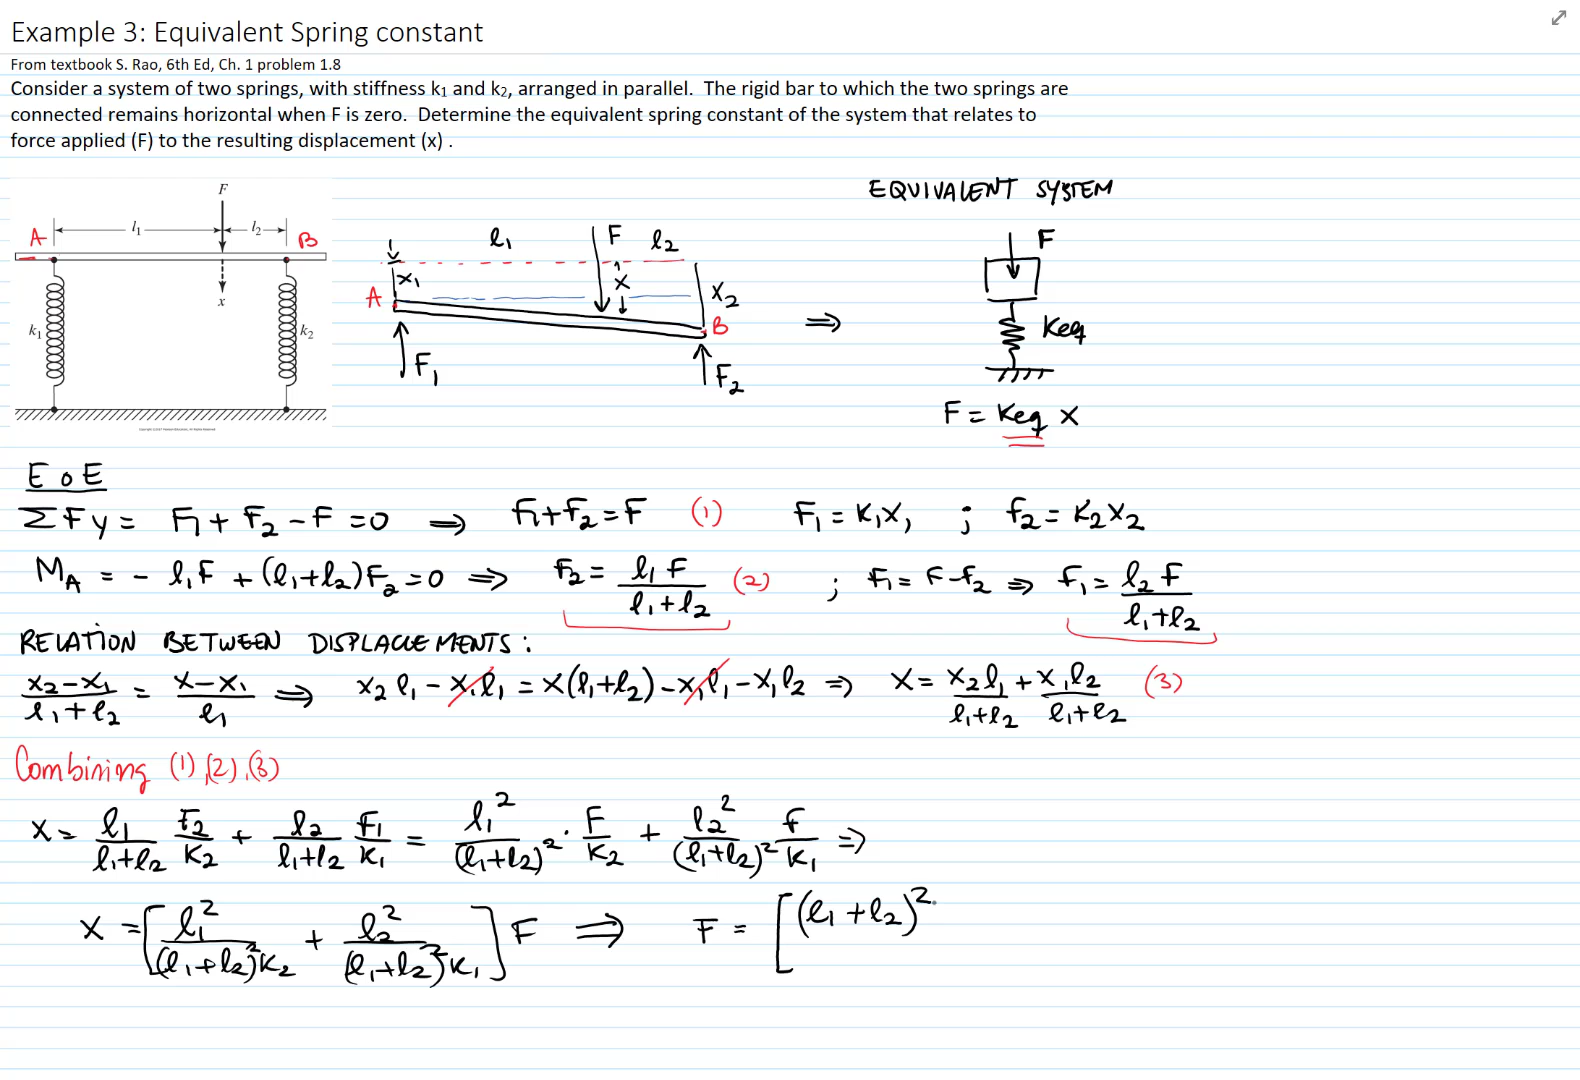 Example 3: Equivalent Spring constant
From textbook S. Rao, 6th Ed, Ch. 1 problem 1.8
Consider a system of two springs, with stiffness k₁ and k₂, arranged in parallel. The rigid bar to which the two springs are
connected remains horizontal when F is zero. Determine the equivalent spring constant of the system that relates to
force applied (F) to the resulting displacement (x) .
EQUIVALENT SYSTEM
F
A l₁ l₂ B
x
k₁ k₂
l₁ F l₂
x₁ x x₂
A B
F₁ F₂
⇒
F
Keq
F = Keq x
E o E
ΣFy = F₁ + F₂ - F = 0 ⇒ F₁+F₂ = F (1) F₁ = K₁X₁ ; F₂ = K₂X₂
M_A = - l₁F + (l₁+l₂)F₂ = 0 ⇒ F₂ = l₁F / (l₁+l₂) (2) ; F₁ = F-F₂ ⇒ F₁ = l₂F / (l₁+l₂)
RELATION BETWEEN DISPLACEMENTS :
(x₂-x₁)/(l₁+l₂) = (x-x₁)/l₁ ⇒ x₂l₁ - x₁l₁ = x(l₁+l₂) - x₁l₁ - x₁l₂ ⇒ x = x₂l₁/(l₁+l₂) + x₁l₂/(l₁+l₂) (3)
Combining (1),(2),(3)
x = l₁/(l₁+l₂) F₂/K₂ + l₂/(l₁+l₂) F₁/K₁ = l₁²/(l₁+l₂)² · F/K₂ + l₂²/(l₁+l₂)² F/K₁ ⇒
x = [ l₁²/((l₁+l₂)²K₂) + l₂²/((l₁+l₂)²K₁) ] F ⇒ F = [ (l₁+l₂)²